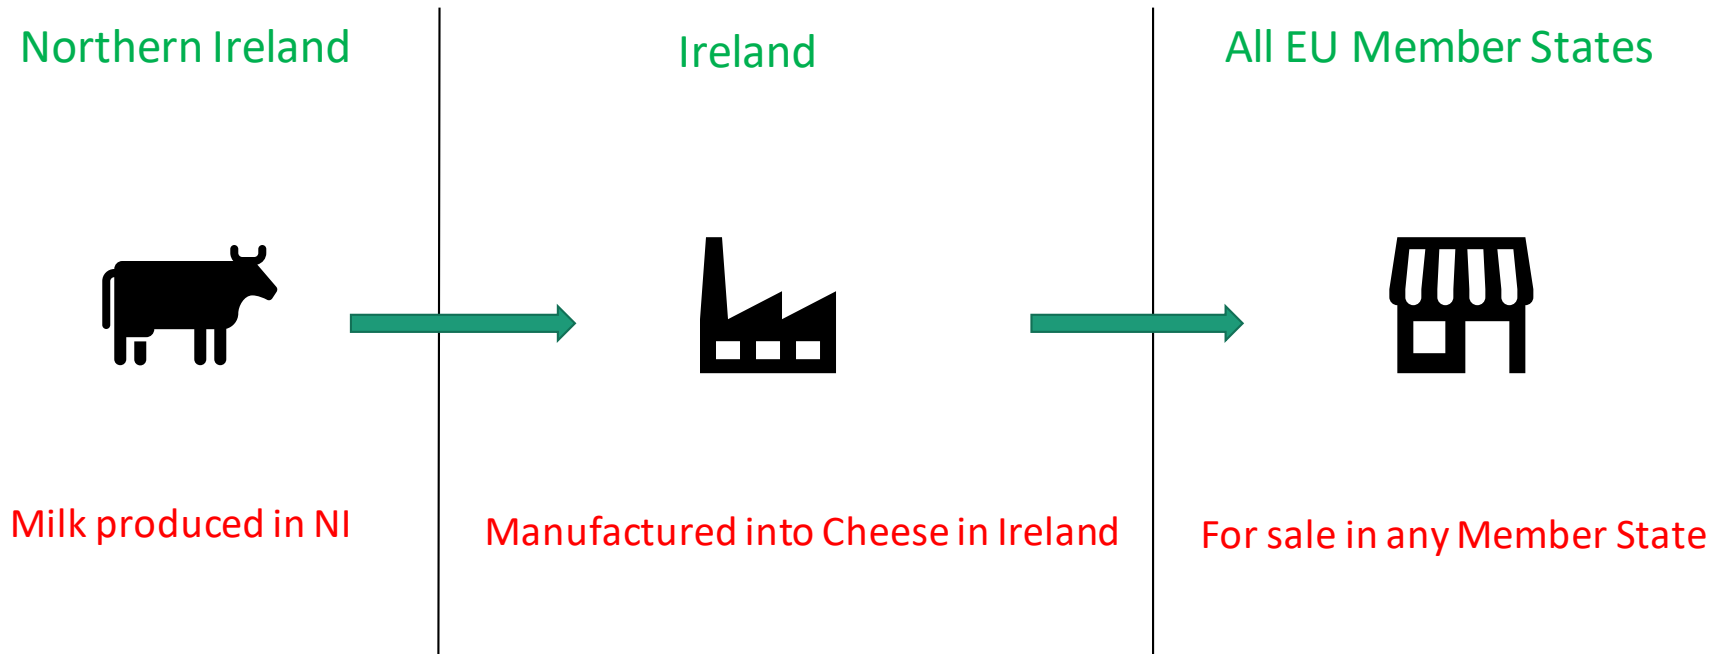 Northern Ireland
Ireland
All EU Member States
Milk produced in NI
Manufactured into Cheese in Ireland
For sale in any Member State